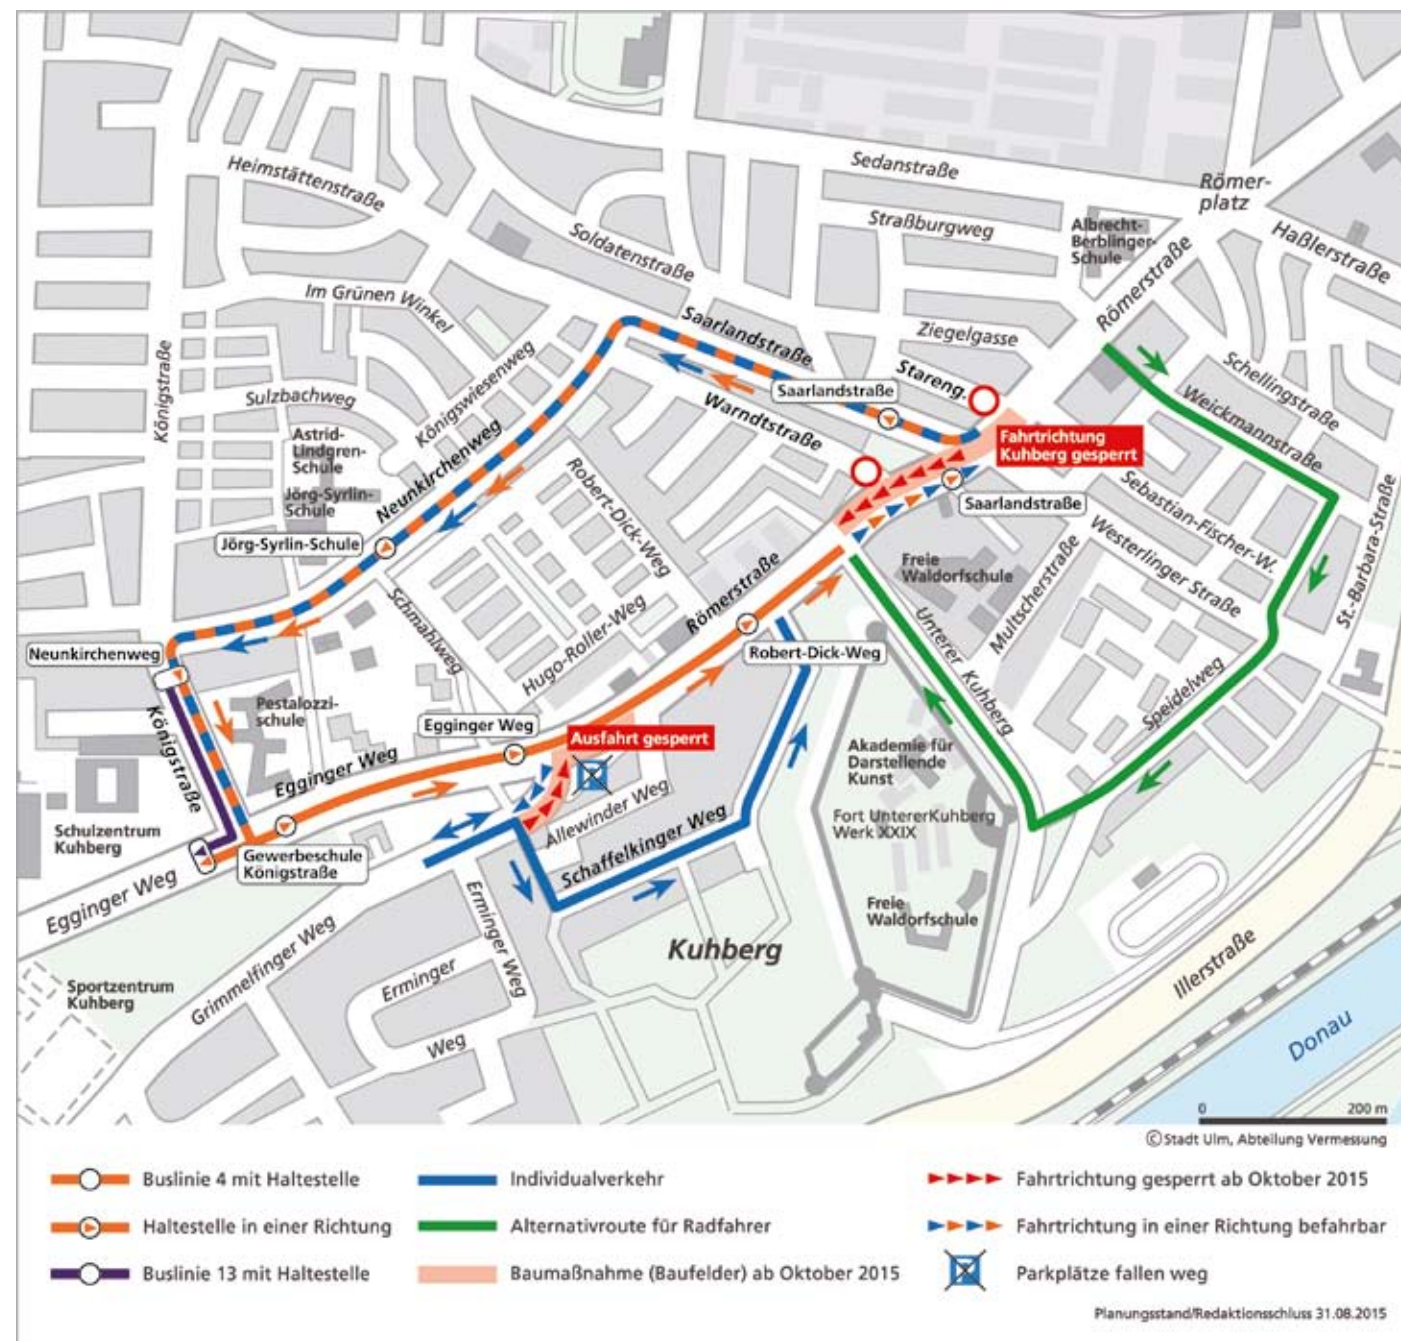 Sedanstraße
Römer-
platz
Heimstättenstraße
Straßburgweg
Albrecht-
Berblinger-
Schule
Haßlerstraße
Soldatenstraße
Römerstraße
Im Grünen Winkel
Saarlandstraße
Ziegelgasse
Königstraße
Schellingstraße
Stareng.
Königswiesenweg
Saarlandstraße
Weickmannstraße
Sulzbachweg
Warndtstraße
Astrid-
Lindgren-
Schule
Fahrtrichtung
Kuhberg gesperrt
Neunkirchenweg
Jörg-Syrlin-
Schule
Robert-Dick-Weg
Saarlandstraße
Sebastian-Fischer-W.
St.-Barbara-Straße
Jörg-Syrlin-Schule
Westerlinger Straße
Freie
Waldorfschule
Multscherstraße
Römerstraße
Schmahlweg
Hugo-Roller-Weg
Unterer Kuhberg
Neunkirchenweg
Robert-Dick-Weg
Speidelweg
Pestalozzi-
schule
Königstraße
Egginger Weg
Ausfahrt gesperrt
Egginger Weg
Akademie für
Darstellende
Kunst
Allewinder Weg
Fort UntererKuhberg
Werk XXIX
Schulzentrum
Kuhberg
Schaffelkinger Weg
Gewerbeschule
Königstraße
Egginger Weg
Erminger Weg
Freie
Waldorfschule
Kuhberg
Grimmelfinger Weg
Illerstraße
Sportzentrum
Kuhberg
Erminger
Weg
Donau
0 200 m
©Stadt Ulm, Abteilung Vermessung
Buslinie 4 mit Haltestelle
Individualverkehr
Fahrtrichtung gesperrt ab Oktober 2015
Haltestelle in einer Richtung
Alternativroute für Radfahrer
Fahrtrichtung in einer Richtung befahrbar
Buslinie 13 mit Haltestelle
Baumaßnahme (Baufelder) ab Oktober 2015
Parkplätze fallen weg
Planungsstand/Redaktionsschluss 31.08.2015